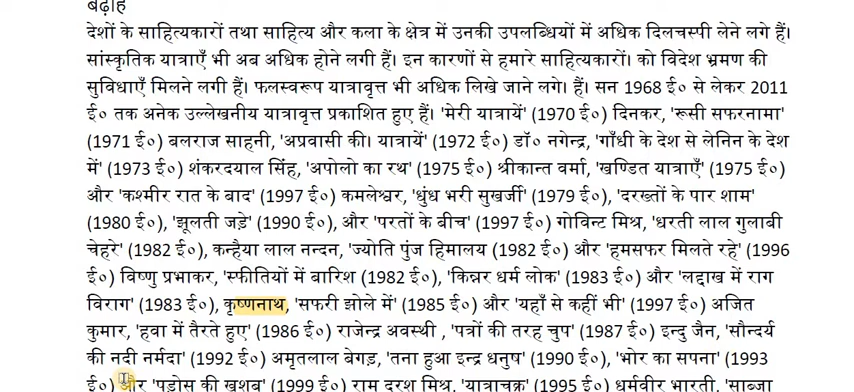 बढ़ाह
देशों के साहित्यकारों तथा साहित्य और कला के क्षेत्र में उनकी उपलब्धियों में अधिक दिलचस्पी लेने लगे हैं।
सांस्कृतिक यात्राएँ भी अब अधिक होने लगी हैं। इन कारणों से हमारे साहित्यकारों। को विदेश भ्रमण की
सुविधाएँ मिलने लगी हैं। फलस्वरूप यात्रावृत्त भी अधिक लिखे जाने लगे। हैं। सन 1968 ई० से लेकर 2011
ई० तक अनेक उल्लेखनीय यात्रावृत्त प्रकाशित हुए हैं। 'मेरी यात्रायें' (1970 ई०) दिनकर, 'रूसी सफरनामा'
(1971 ई०) बलराज साहनी, 'अप्रवासी की। यात्रायें' (1972 ई०) डॉ० नगेन्द्र, 'गाँधी के देश से लेनिन के देश
में' (1973 ई०) शंकरदयाल सिंह, 'अपोलो का रथ' (1975 ई०) श्रीकान्त वर्मा, 'खण्डित यात्राएँ' (1975 ई०)
और 'कश्मीर रात के बाद' (1997 ई०) कमलेश्वर, 'धुंध भरी सुखर्जी' (1979 ई०), 'दरख्तों के पार शाम'
(1980 ई०), 'झूलती जड़े' (1990 ई०), और 'परतों के बीच' (1997 ई०) गोविन्ट मिश्र, 'धरती लाल गुलाबी
चेहरे' (1982 ई०), कन्हैया लाल नन्दन, 'ज्योति पुंज हिमालय (1982 ई०) और 'हमसफर मिलते रहे' (1996
ई०) विष्णु प्रभाकर, 'स्फीतियों में बारिश (1982 ई०), 'किन्नर धर्म लोक' (1983 ई०) और 'लद्दाख में राग
विराग' (1983 ई०), कृष्णनाथ, 'सफरी झोले में' (1985 ई०) और 'यहाँ से कहीं भी' (1997 ई०) अजित
कुमार, 'हवा में तैरते हुए' (1986 ई०) राजेन्द्र अवस्थी , 'पत्रों की तरह चुप' (1987 ई०) इन्दु जैन, 'सौन्दर्य
की नदी नर्मदा' (1992 ई०) अमृतलाल बेगड़, 'तना हुआ इन्द्र धनुष' (1990 ई०), 'भोर का सपना' (1993
ई०) और 'पड़ोस की खुशबू' (1999 ई०) राम दरश मिश्र, 'यात्राचक्र' (1995 ई०) धर्मवीर भारती,